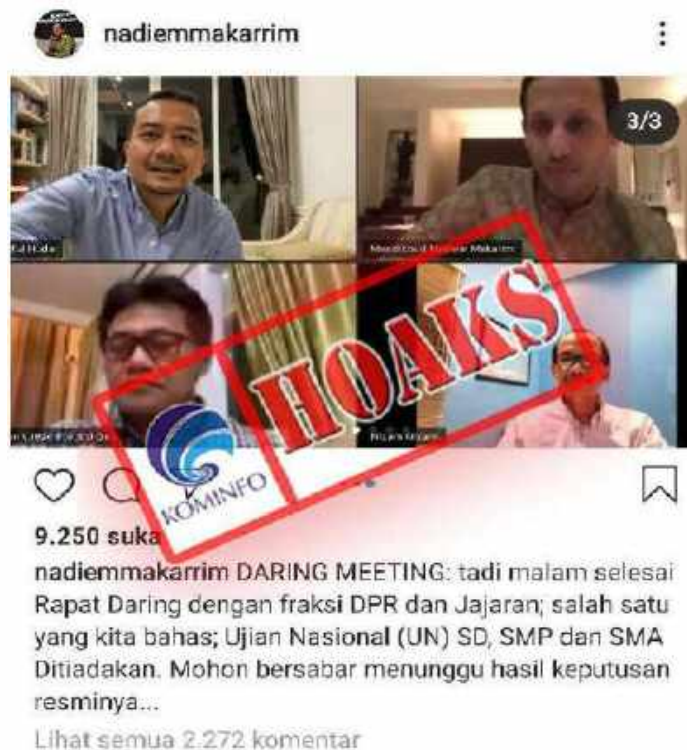 nadiemmakarrim
3/3
HOAKS
KOMINFO
9.250 suka
nadiemmakarrim DARING MEETING: tadi malam selesai
Rapat Daring dengan fraksi DPR dan Jajaran; salah satu
yang kita bahas; Ujian Nasional (UN) SD, SMP dan SMA
Ditiadakan. Mohon bersabar menunggu hasil keputusan
resminya...
Lihat semua 2.272 komentar